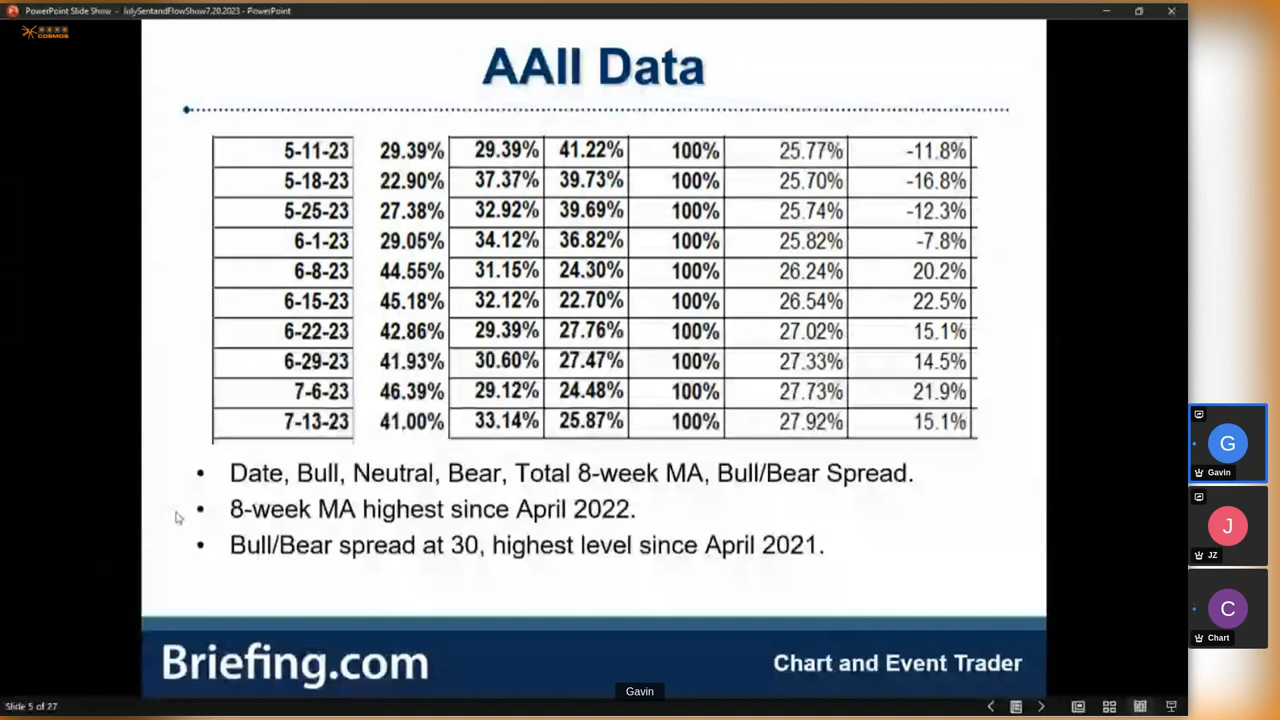 PowerPoint Slide Show - JulySentandFlowShow7.20.2023 - PowerPoint
COSMOS
AAII Data
5-11-23 29.39% 29.39% 41.22% 100% 25.77% -11.8%
5-18-23 22.90% 37.37% 39.73% 100% 25.70% -16.8%
5-25-23 27.38% 32.92% 39.69% 100% 25.74% -12.3%
6-1-23 29.05% 34.12% 36.82% 100% 25.82% -7.8%
6-8-23 44.55% 31.15% 24.30% 100% 26.24% 20.2%
6-15-23 45.18% 32.12% 22.70% 100% 26.54% 22.5%
6-22-23 42.86% 29.39% 27.76% 100% 27.02% 15.1%
6-29-23 41.93% 30.60% 27.47% 100% 27.33% 14.5%
7-6-23 46.39% 29.12% 24.48% 100% 27.73% 21.9%
7-13-23 41.00% 33.14% 25.87% 100% 27.92% 15.1%
• Date, Bull, Neutral, Bear, Total 8-week MA, Bull/Bear Spread.
• 8-week MA highest since April 2022.
• Bull/Bear spread at 30, highest level since April 2021.
Briefing.com
Chart and Event Trader
Gavin
Slide 5 of 27
G
Gavin
J
JZ
C
Chart